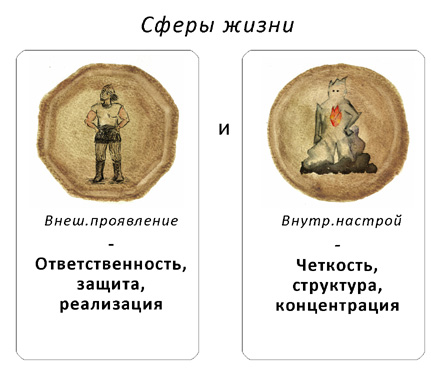 Сферы жизни
Внеш.проявление
-
Ответственность,
защита,
реализация
и
Внутр.настрой
-
Четкость,
структура,
концентрация